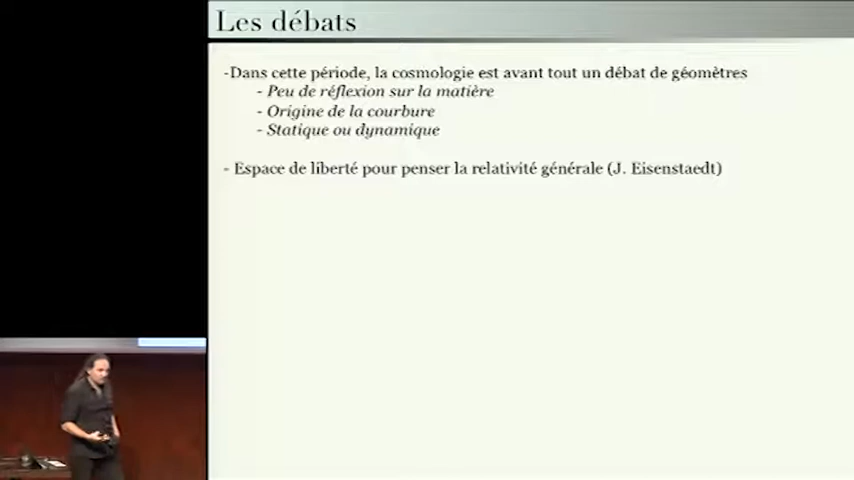 Les débats
-Dans cette période, la cosmologie est avant tout un débat de géomètres
- Peu de réflexion sur la matière
- Origine de la courbure
- Statique ou dynamique
- Espace de liberté pour penser la relativité générale (J. Eisenstaedt)